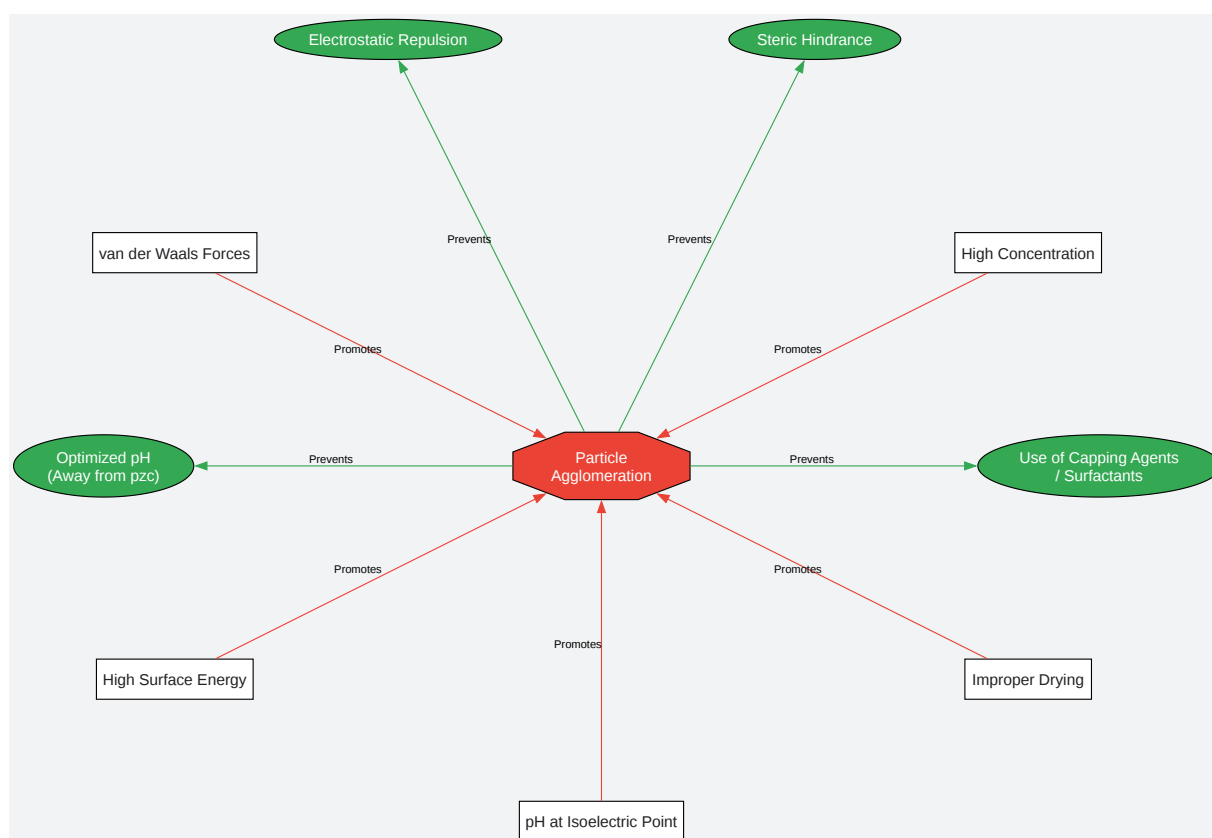 Electrostatic Repulsion
Steric Hindrance
Prevents
Prevents
van der Waals Forces
High Concentration
Promotes
Promotes
Optimized pH
(Away from pzc)
Prevents
Particle
Agglomeration
Prevents
Use of Capping Agents
/ Surfactants
Promotes
Promotes
Promotes
High Surface Energy
Improper Drying
pH at Isoelectric Point